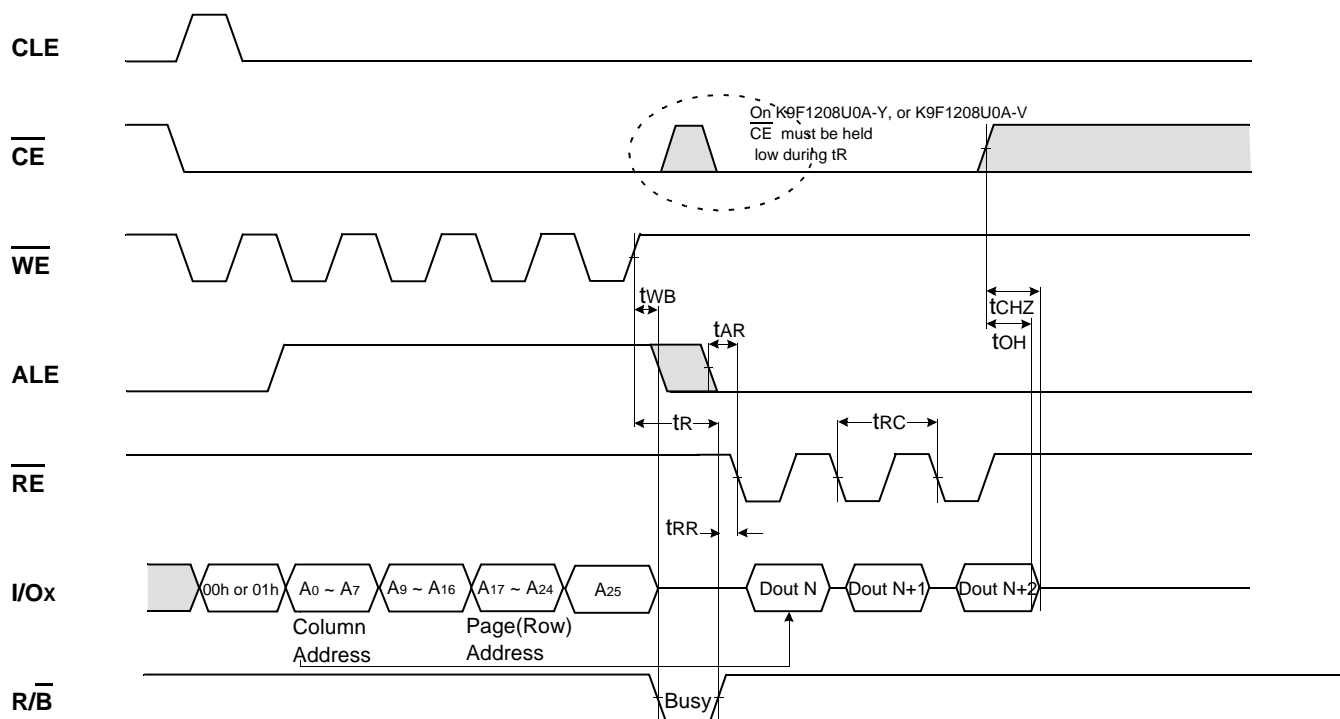 CLE
On K9F1208U0A-Y, or K9F1208U0A-V
CE must be held
low during tR
CE
WE
tWB
tCHZ
tAR
tOH
ALE
tR
tRC
RE
tRR
I/Ox
00h or 01h
A0 ~ A7
A9 ~ A16
A17 ~ A24
A25
Dout N
Dout N+1
Dout N+2
Column
Address
Page(Row)
Address
R/B
Busy